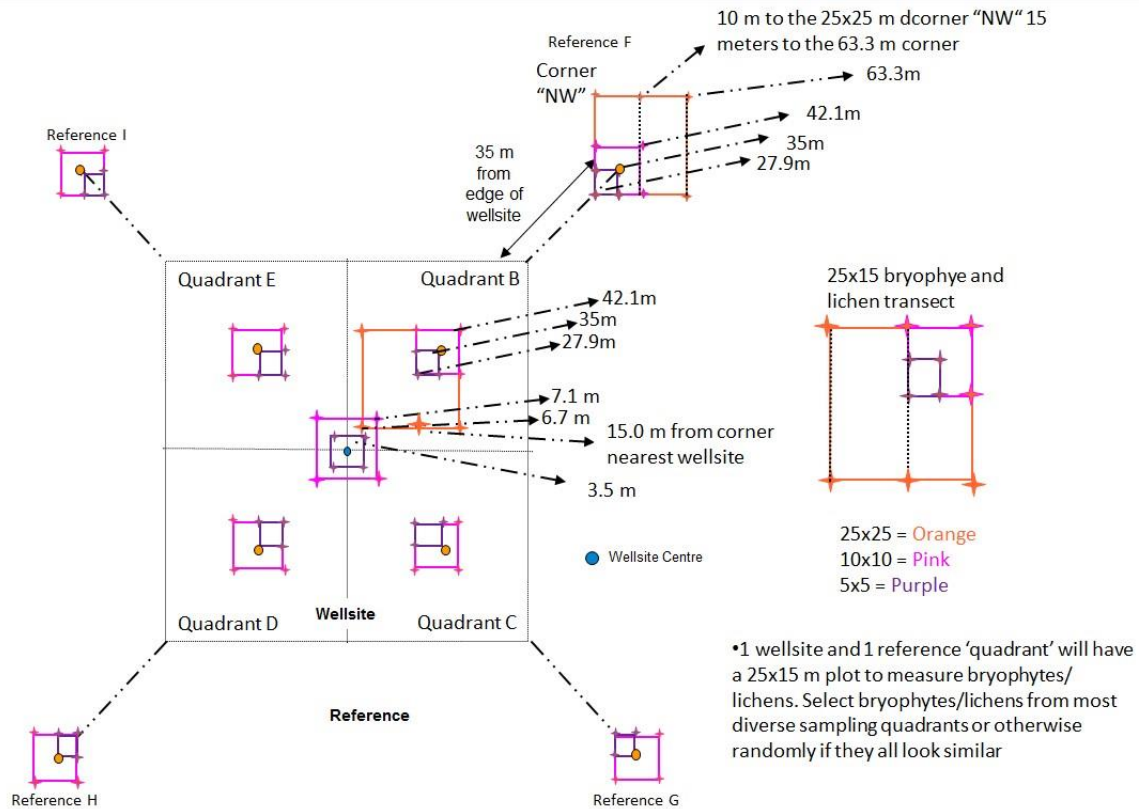 10 m to the 25x25 m dcorner “NW“ 15
meters to the 63.3 m corner
Reference F
Corner
“NW”
63.3m
42.1m
35m
27.9m
Reference I
35 m
from
edge of
wellsite
Quadrant E
Quadrant B
42.1m
35m
27.9m
7.1 m
6.7 m
15.0 m from corner
nearest wellsite
3.5 m
25x15 bryophye and
lichen transect
25x25 = Orange
10x10 = Pink
5x5 = Purple
Wellsite Centre
Quadrant D
Wellsite
Quadrant C
•1 wellsite and 1 reference ‘quadrant’ will have
a 25x15 m plot to measure bryophytes/
lichens. Select bryophytes/lichens from most
diverse sampling quadrants or otherwise
randomly if they all look similar
Reference
Reference H
Reference G